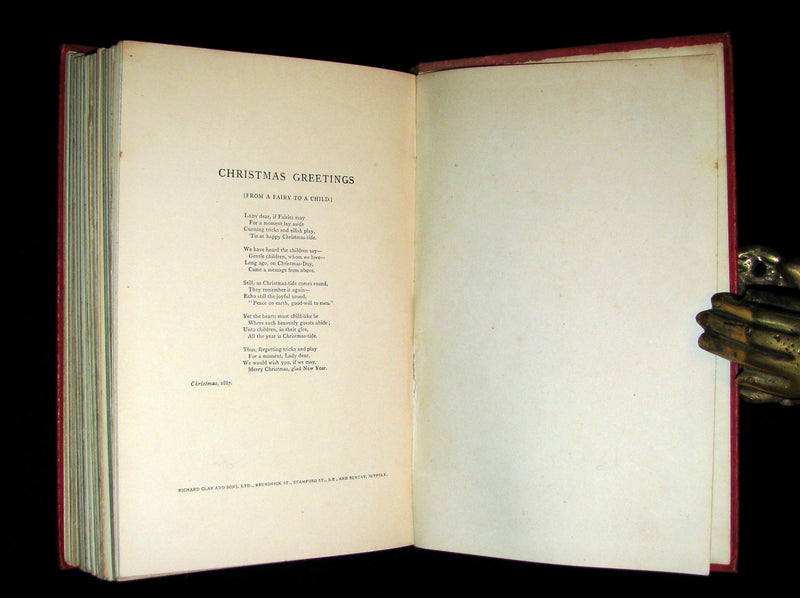 CHRISTMAS GREETINGS
(FROM A FAIRY TO A CHILD.)
LADY dear, if Fairies may
For a moment lay aside
Cunning tricks and elfish play,
'Tis at happy Christmas-tide.
We have heard the children say—
Gentle children, whom we love—
Long ago, on Christmas-Day,
Came a message from above.
Still, as Christmas-tide comes round,
They remember it again—
Echo still the joyful sound,
"Peace on earth, good-will to men."
Yet the hearts must child-like be
Where such heavenly guests abide;
Unto children, in their glee,
All the year is Christmas-tide.
Thus, forgetting tricks and play
For a moment, Lady dear,
We would wish you, if we may,
Merry Christmas, glad New Year.
Christmas, 1887.
RICHARD CLAY AND SONS, LTD., BRUNSWICK ST., STAMFORD ST., S.E., AND BUNGAY, SUFFOLK.